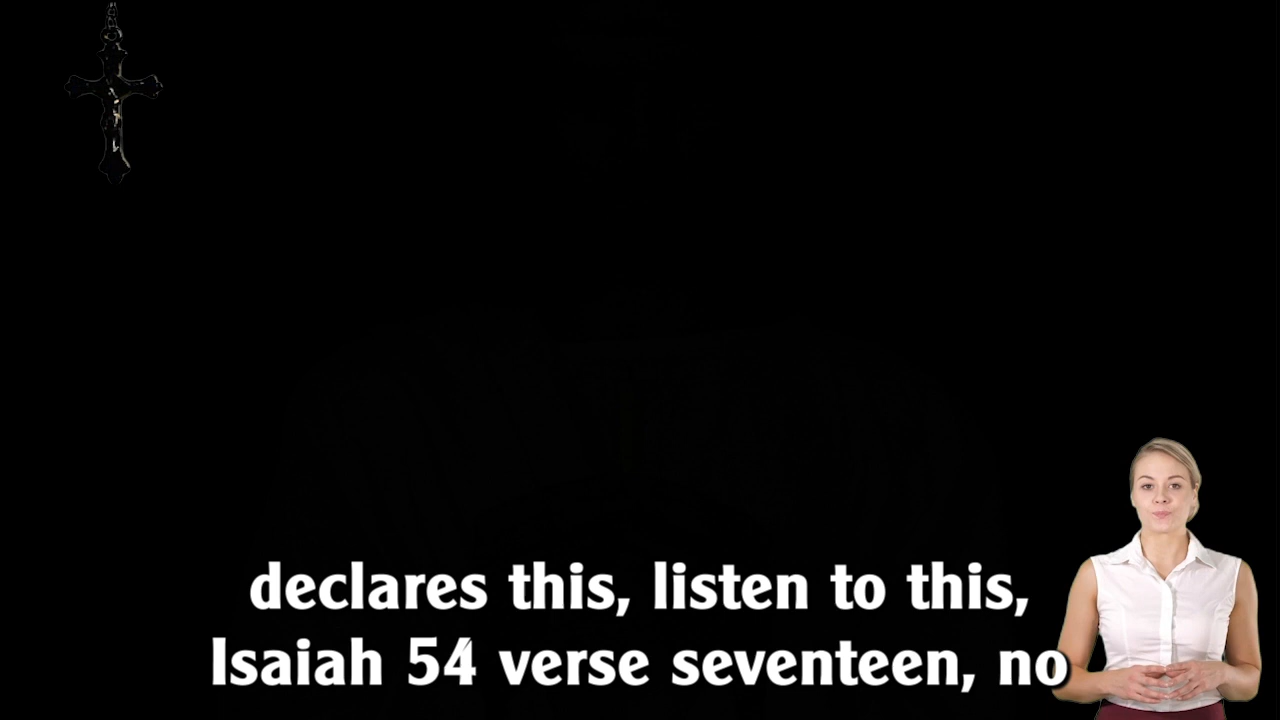 declares this, listen to this,
Isaiah 54 verse seventeen, no